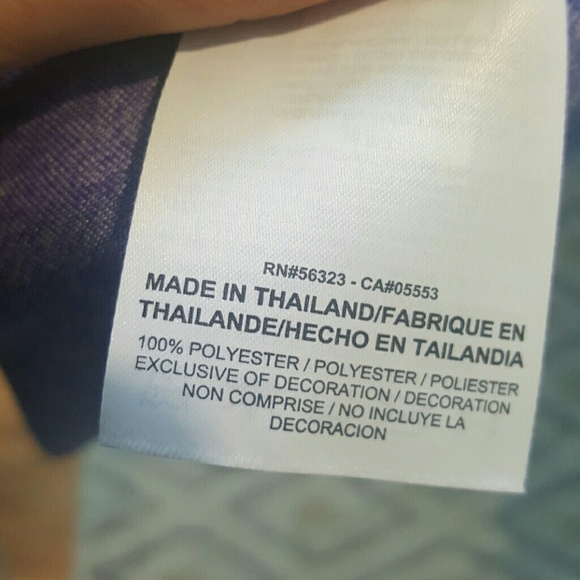 RN#56323 - CA#05553
MADE IN THAILAND/FABRIQUE EN
THAILANDE/HECHO EN TAILANDIA
100% POLYESTER / POLYESTER / POLIESTER
EXCLUSIVE OF DECORATION / DECORATION
NON COMPRISE / NO INCLUYE LA
DECORACION